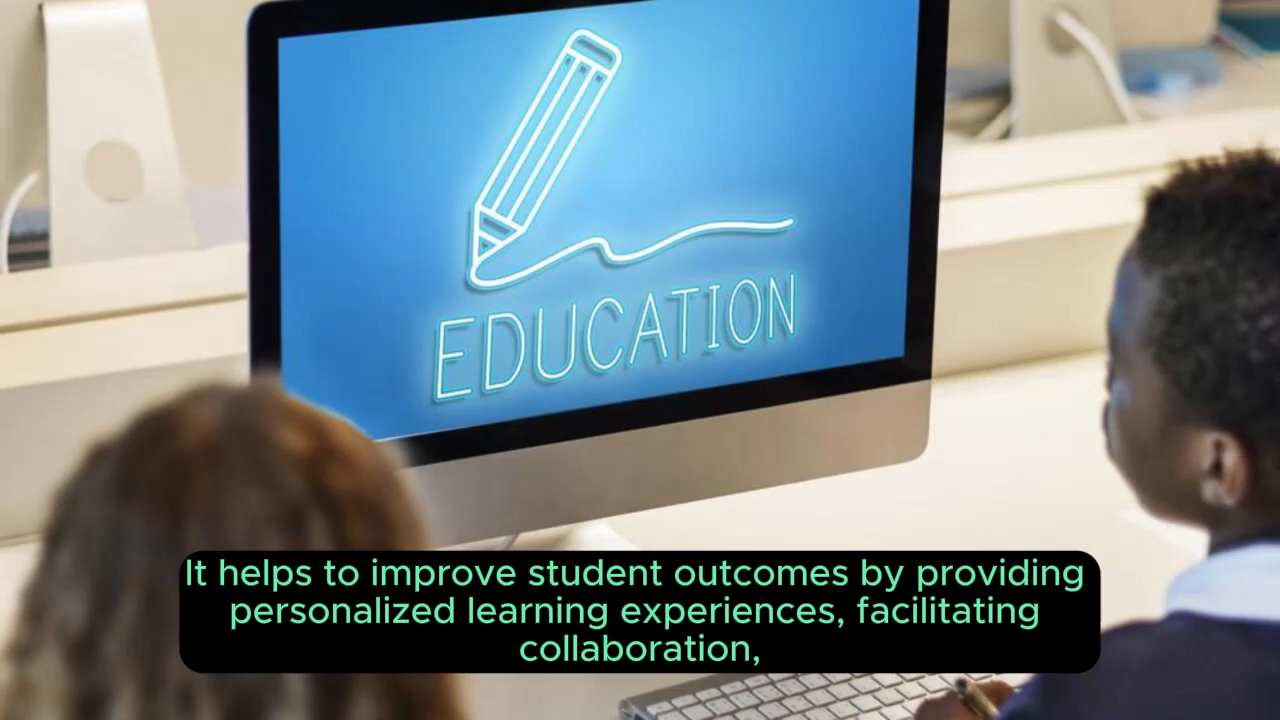 EDUCATION
It helps to improve student outcomes by providing
personalized learning experiences, facilitating
collaboration,